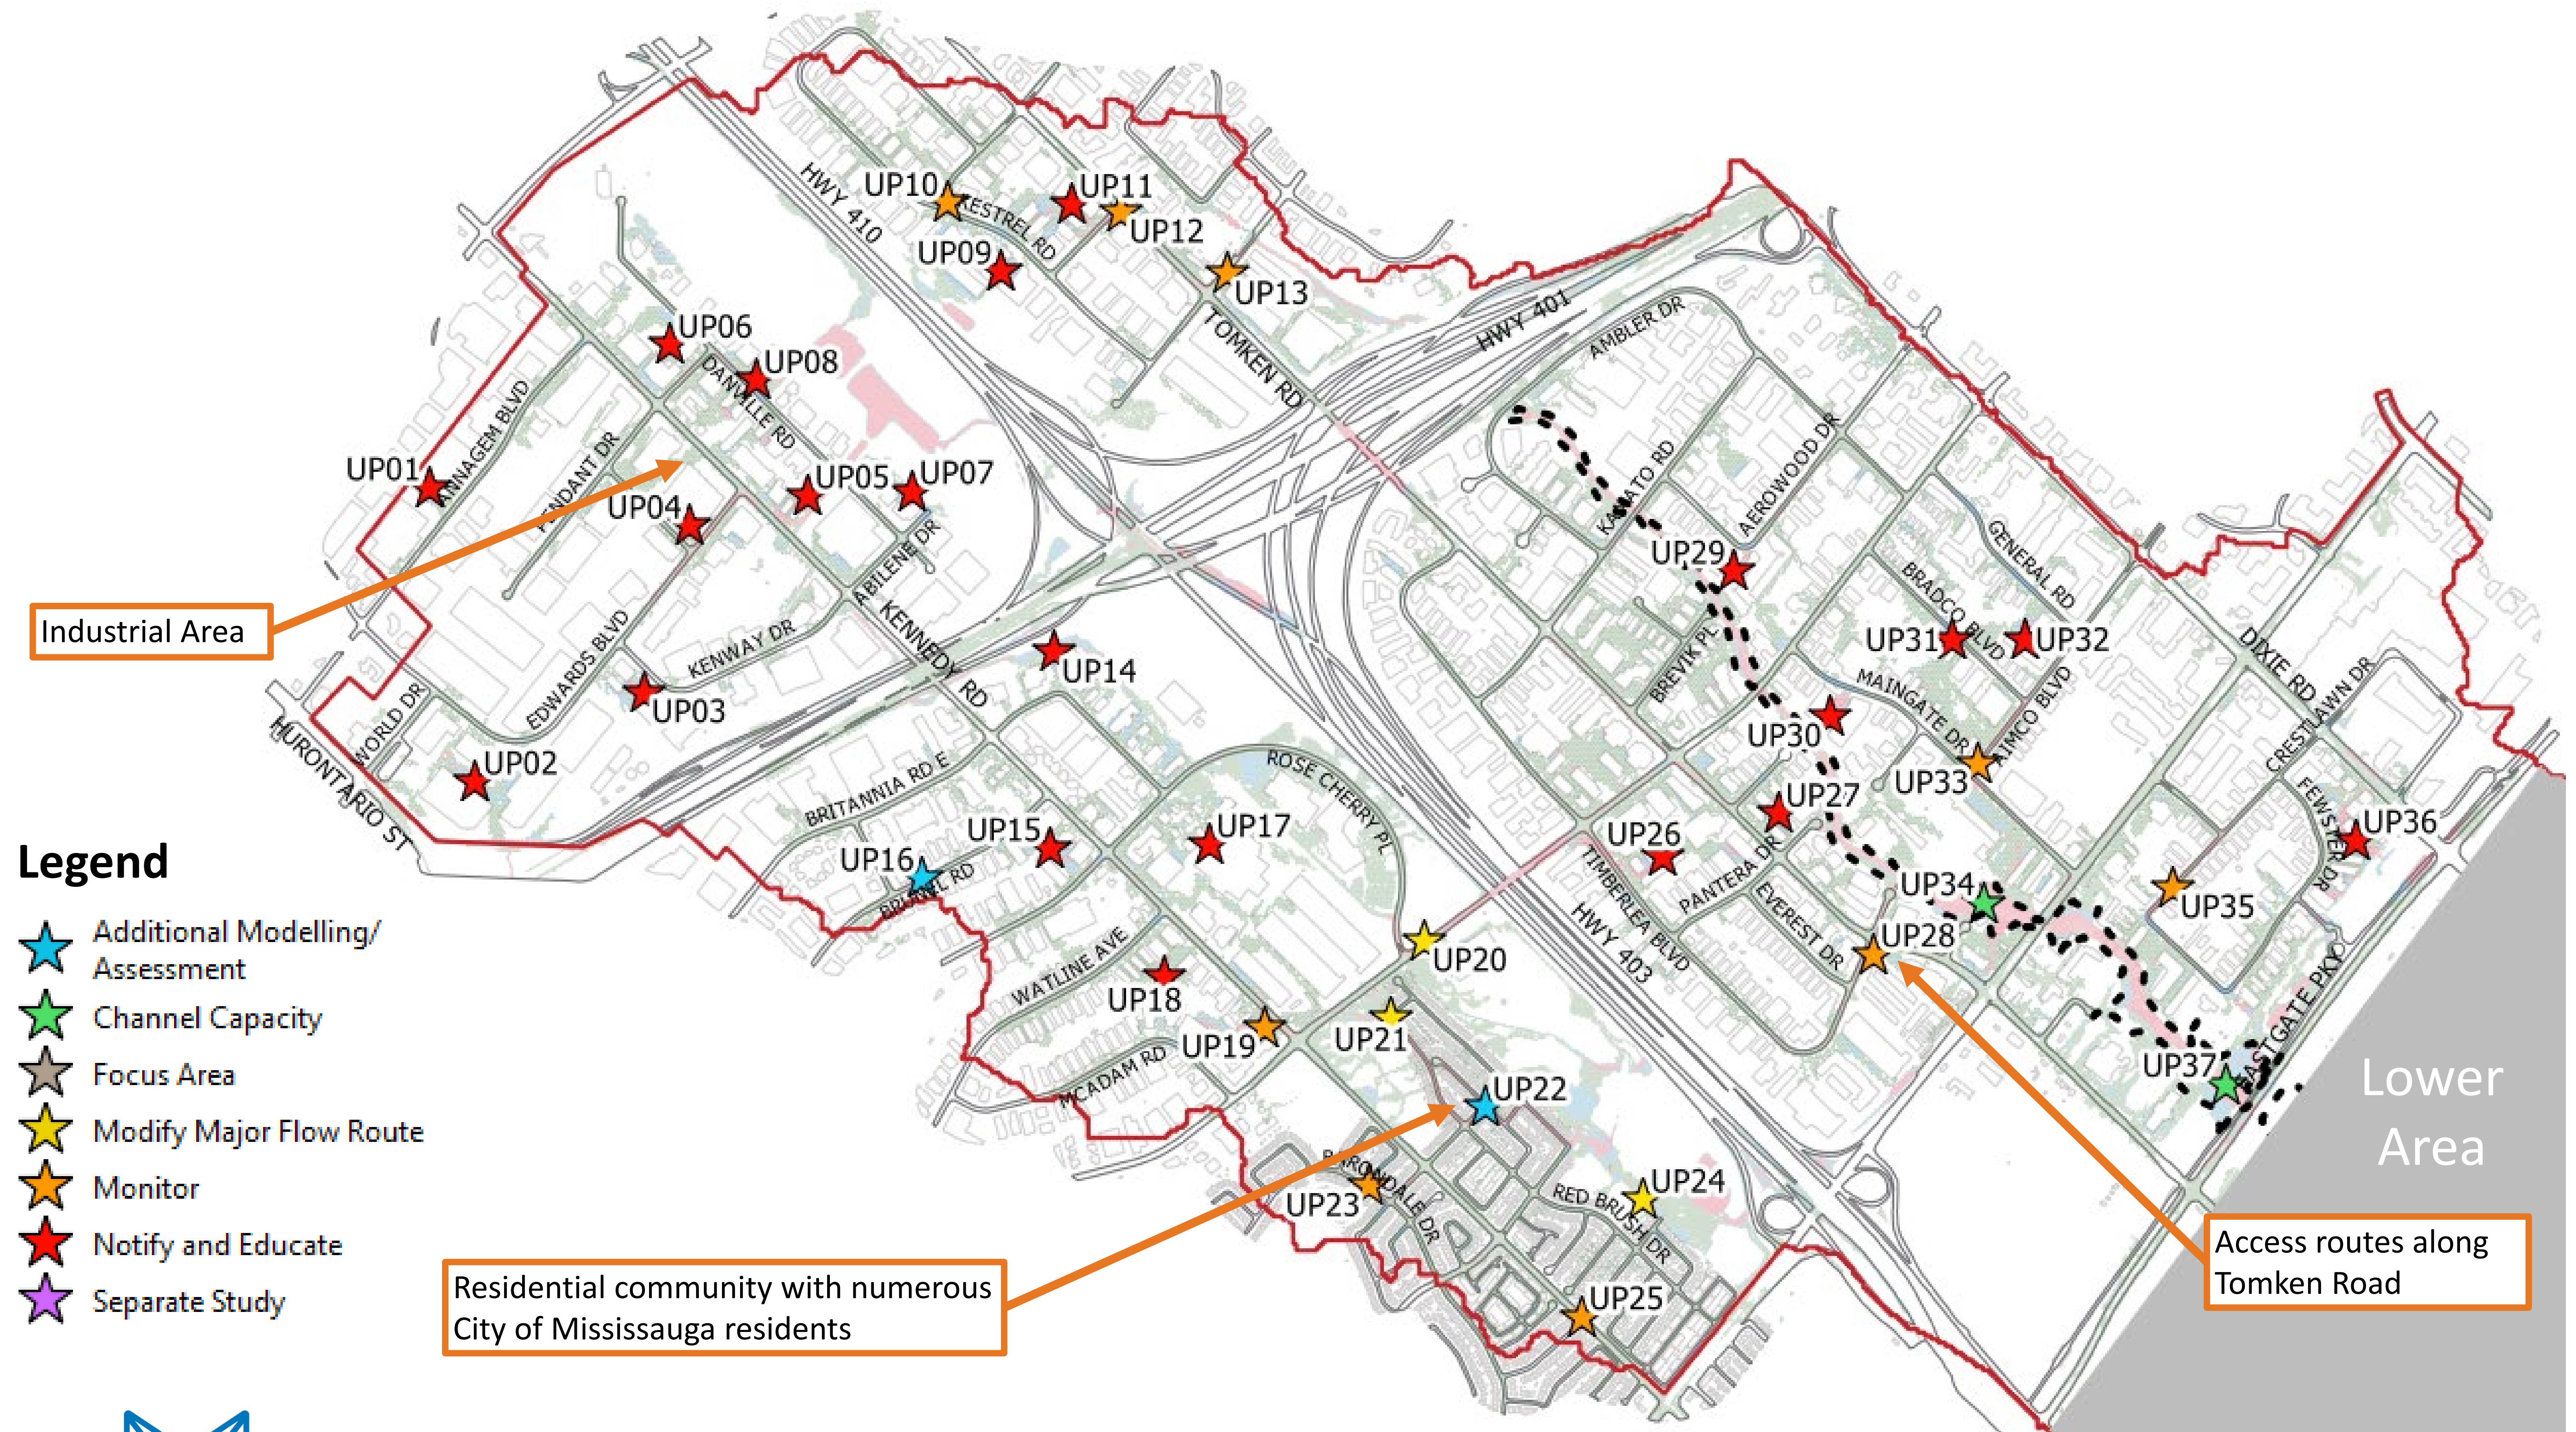 HWY 410
UP10
KESTREL RD
UP11
UP12
UP09
UP13
TOMKEN RD
HWY 401
AMBLER DR
UP06
UP08
DANVILLE RD
ANNAGEM BLVD
PENDANT DR
UP01
UP04
UP05
UP07
ABILENE DR
KAMATO RD
AEROWOOD DR
UP29
GENERAL RD
BRADCO BLVD
UP31
UP32
Industrial Area
EDWARDS BLVD
KENWAY DR
KENNEDY RD
UP14
BREVIK PL
DIXIE RD
CRESTLAWN DR
WORLD DR
UP03
UP02
HURONTARIO ST
MAINGATE DR
AIMCO BLVD
UP30
UP33
UP27
FEWSTER DR
UP36
BRITANNIA RD E
ROSE CHERRY PL
UP15
UP17
UP16
BRUNEL RD
UP26
TIMBERLEA BLVD
PANTERA DR
EVEREST DR
UP34
UP35
UP28
WATLINE AVE
UP18
UP20
HWY 403
UP19
UP21
MCADAM RD
EASTGATE PKY
UP37
UP22
BARONDALE DR
UP23
RED BRUSH DR
UP24
UP25
Lower
Area
Access routes along
Tomken Road
Residential community with numerous
City of Mississauga residents
Legend
Additional Modelling/
Assessment
Channel Capacity
Focus Area
Modify Major Flow Route
Monitor
Notify and Educate
Separate Study